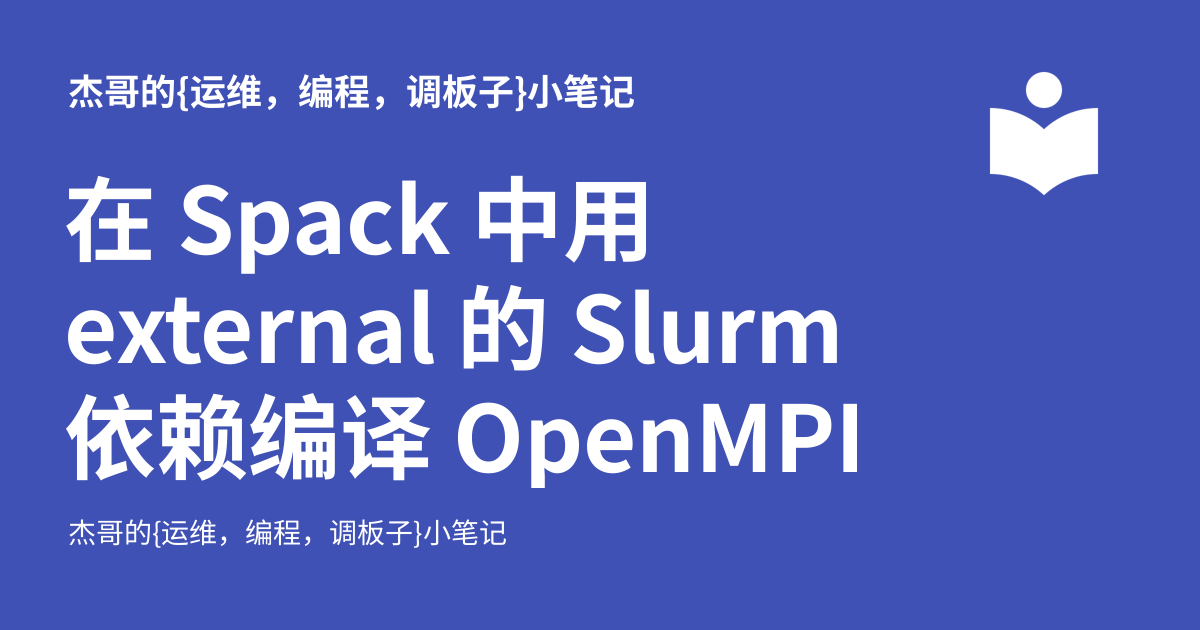 杰哥的{运维，编程，调板子}小笔记
在 Spack 中用
external 的 Slurm
依赖编译 OpenMPI
杰哥的{运维，编程，调板子}小笔记